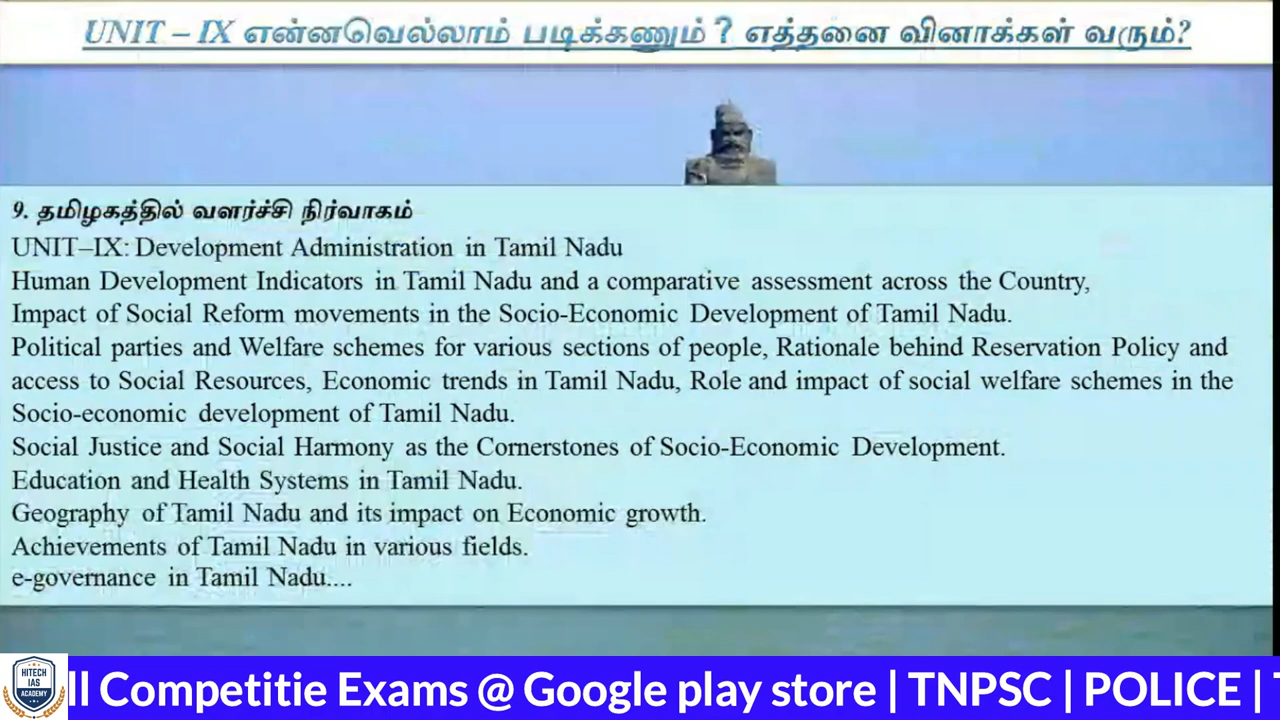 UNIT – IX என்னவெல்லாம் படிக்கணும் ? எத்தனை வினாக்கள் வரும்?
9. தமிழகத்தில் வளர்ச்சி நிர்வாகம்
UNIT–IX: Development Administration in Tamil Nadu
Human Development Indicators in Tamil Nadu and a comparative assessment across the Country,
Impact of Social Reform movements in the Socio-Economic Development of Tamil Nadu.
Political parties and Welfare schemes for various sections of people, Rationale behind Reservation Policy and
access to Social Resources, Economic trends in Tamil Nadu, Role and impact of social welfare schemes in the
Socio-economic development of Tamil Nadu.
Social Justice and Social Harmony as the Cornerstones of Socio-Economic Development.
Education and Health Systems in Tamil Nadu.
Geography of Tamil Nadu and its impact on Economic growth.
Achievements of Tamil Nadu in various fields.
e-governance in Tamil Nadu....
HITECH
IAS
ACADEMY
ll Competitie Exams @ Google play store | TNPSC | POLICE | T